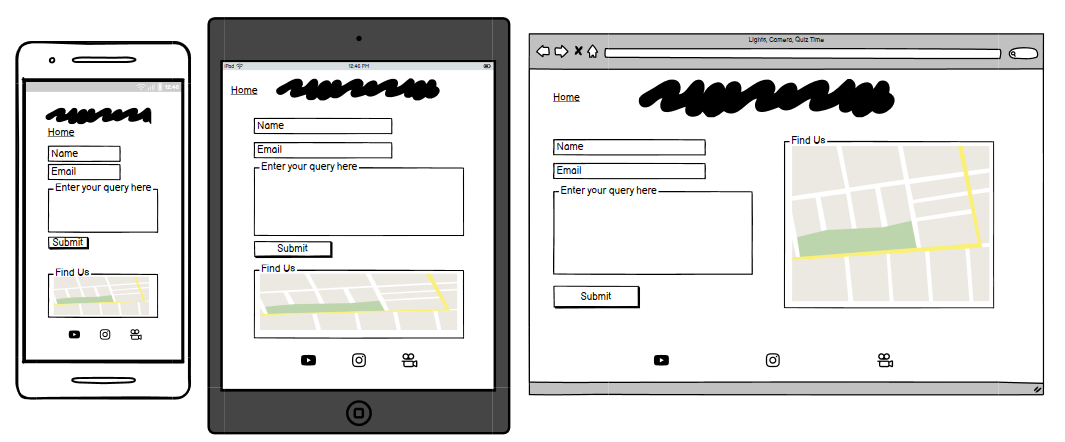 12:46
Home
Name
Email
Enter your query here
Submit
Find Us
iPad
12:46 PM
Home
Name
Email
Enter your query here
Submit
Find Us
Lights, Camera, Quiz Time
Home
Name
Email
Enter your query here
Submit
Find Us